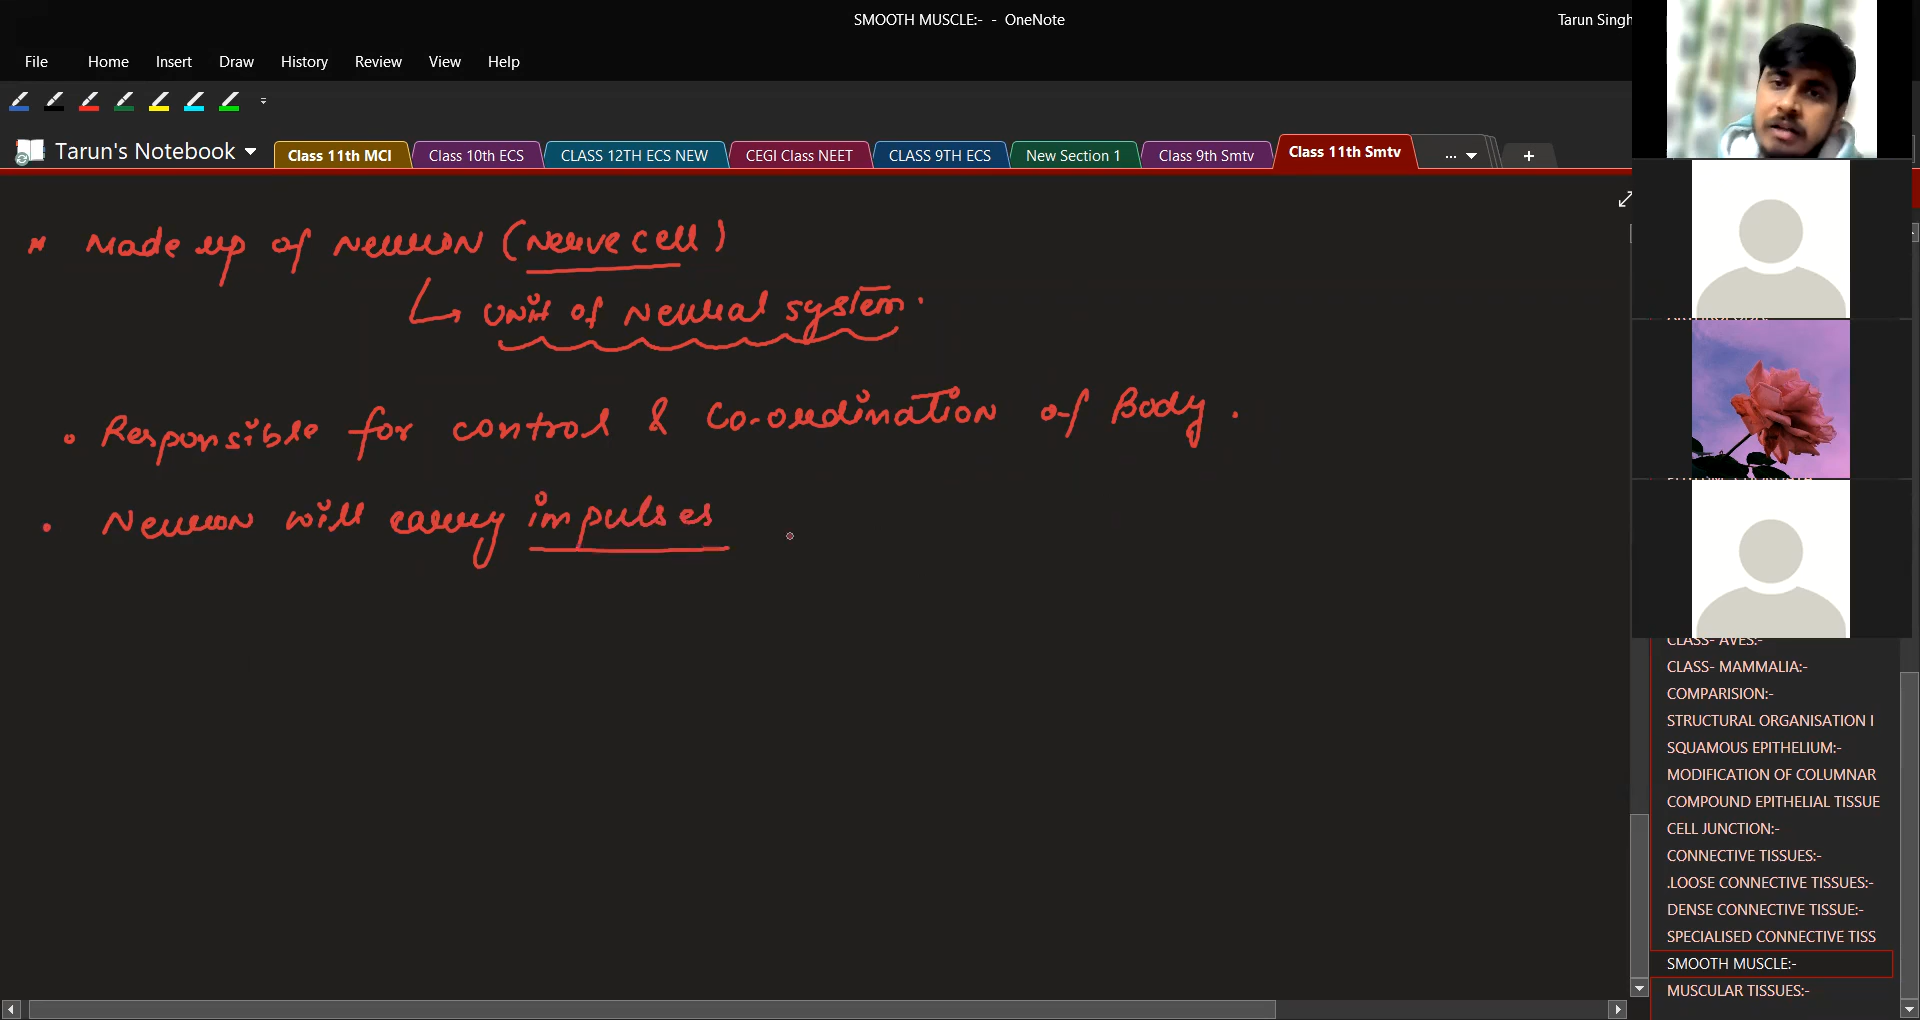 SMOOTH MUSCLE:- - OneNote
Tarun Singh
File Home Insert Draw History Review View Help
Tarun's Notebook
Class 11th MCI
Class 10th ECS
CLASS 12TH ECS NEW
CEGI Class NEET
CLASS 9TH ECS
New Section 1
Class 9th Smtv
Class 11th Smtv
...
+
* Made up of Neuron (Nerve cell)
Unit of Neural system.
• Responsible for control & Co-ordination of Body.
• Neuron will carry impulses
CLASS- AVES:-
CLASS- MAMMALIA:-
COMPARISION:-
STRUCTURAL ORGANISATION I
SQUAMOUS EPITHELIUM:-
MODIFICATION OF COLUMNAR
COMPOUND EPITHELIAL TISSUE
CELL JUNCTION:-
CONNECTIVE TISSUES:-
.LOOSE CONNECTIVE TISSUES:-
DENSE CONNECTIVE TISSUE:-
SPECIALISED CONNECTIVE TISS
SMOOTH MUSCLE:-
MUSCULAR TISSUES:-